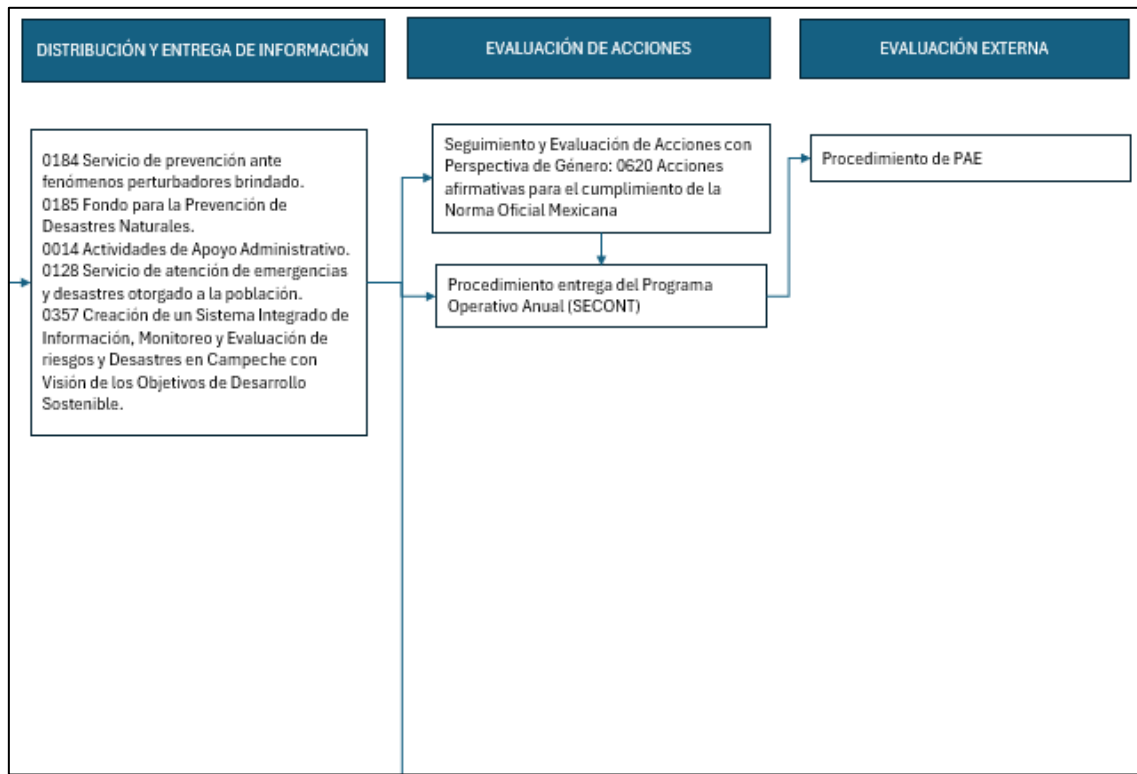 DISTRIBUCIÓN Y ENTREGA DE INFORMACIÓN
EVALUACIÓN DE ACCIONES
EVALUACIÓN EXTERNA
0184 Servicio de prevención ante
fenómenos perturbadores brindado.
0185 Fondo para la Prevención de
Desastres Naturales.
0014 Actividades de Apoyo Administrativo.
0128 Servicio de atención de emergencias
y desastres otorgado a la población.
0357 Creación de un Sistema Integrado de
Información, Monitoreo y Evaluación de
riesgos y Desastres en Campeche con
Visión de los Objetivos de Desarrollo
Sostenible.
Seguimiento y Evaluación de Acciones con
Perspectiva de Género: 0620 Acciones
afirmativas para el cumplimiento de la
Norma Oficial Mexicana
Procedimiento entrega del Programa
Operativo Anual (SECONT)
Procedimiento de PAE